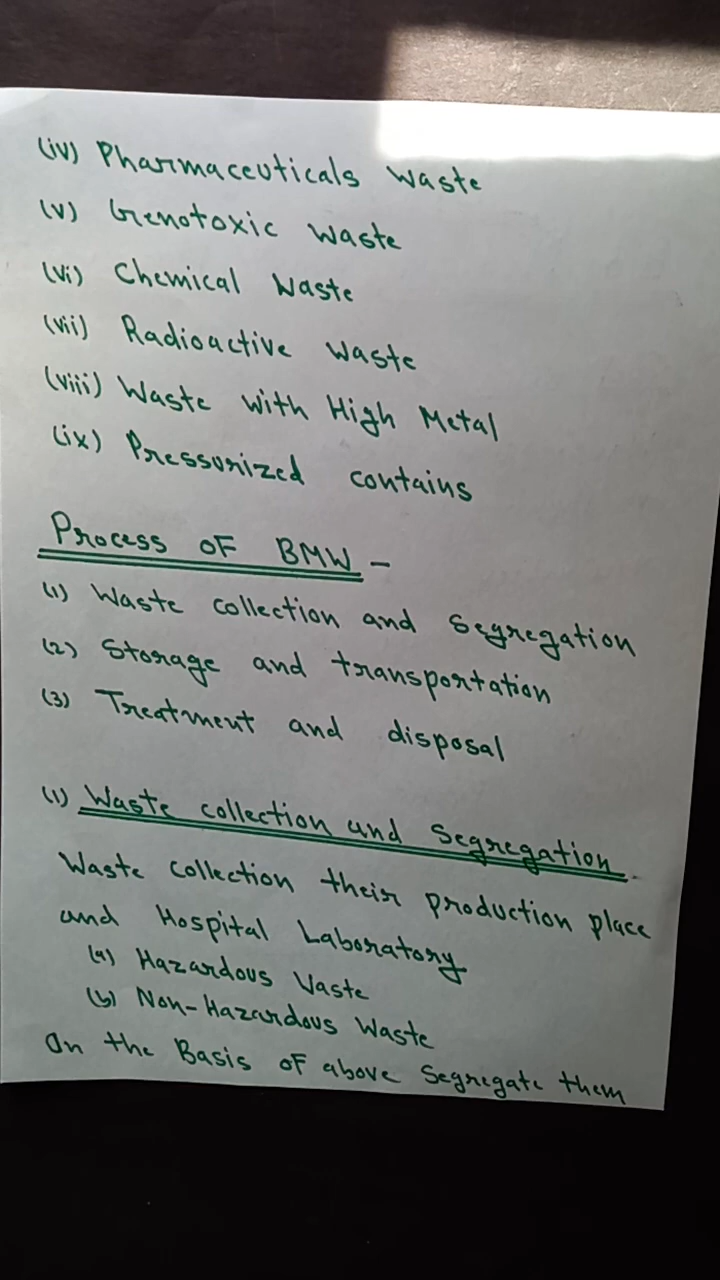 (iv) Pharmaceuticals Waste
(v) Genotoxic Waste
(vi) Chemical Waste
(vii) Radioactive Waste
(viii) Waste with High Metal
(ix) Pressurized contains
Process of BMW -
(1) Waste collection and Segregation
(2) Storage and transportation
(3) Treatment and disposal
(1) Waste collection and Segregation
Waste collection their production place
and Hospital Laboratory
(a) Hazardous Waste
(b) Non-Hazardous Waste
On the Basis of above Segregate them